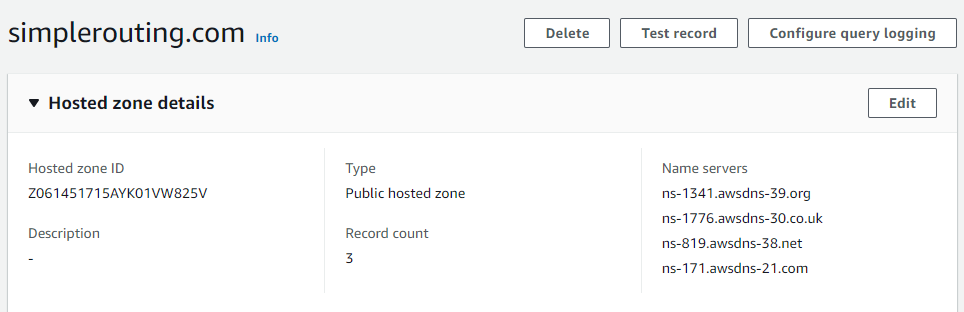 simplerouting.com Info
Delete
Test record
Configure query logging
Hosted zone details
Edit
Hosted zone ID
Z061451715AYK01VW825V
Description
-
Type
Public hosted zone
Record count
3
Name servers
ns-1341.awsdns-39.org
ns-1776.awsdns-30.co.uk
ns-819.awsdns-38.net
ns-171.awsdns-21.com